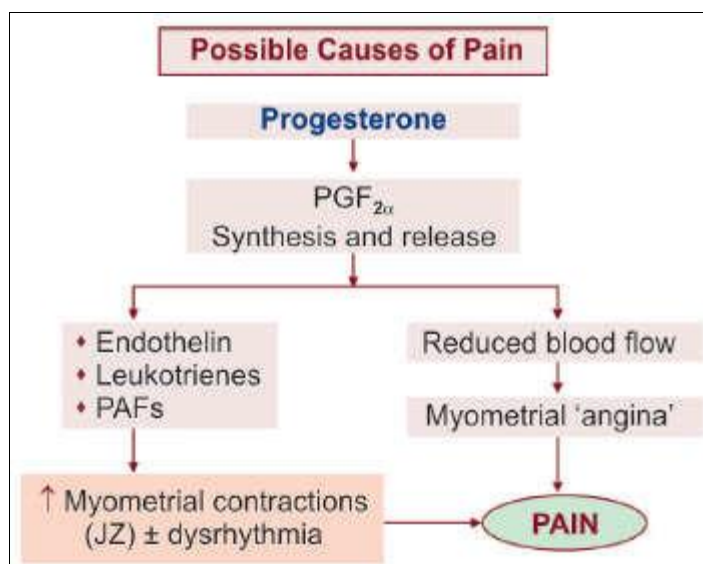 Possible Causes of Pain
Progesterone
PGF2α
Synthesis and release
♦ Endothelin
♦ Leukotrienes
♦ PAFs
Reduced blood flow
Myometrial ‘angina’
↑ Myometrial contractions
(JZ) ± dysrhythmia
PAIN